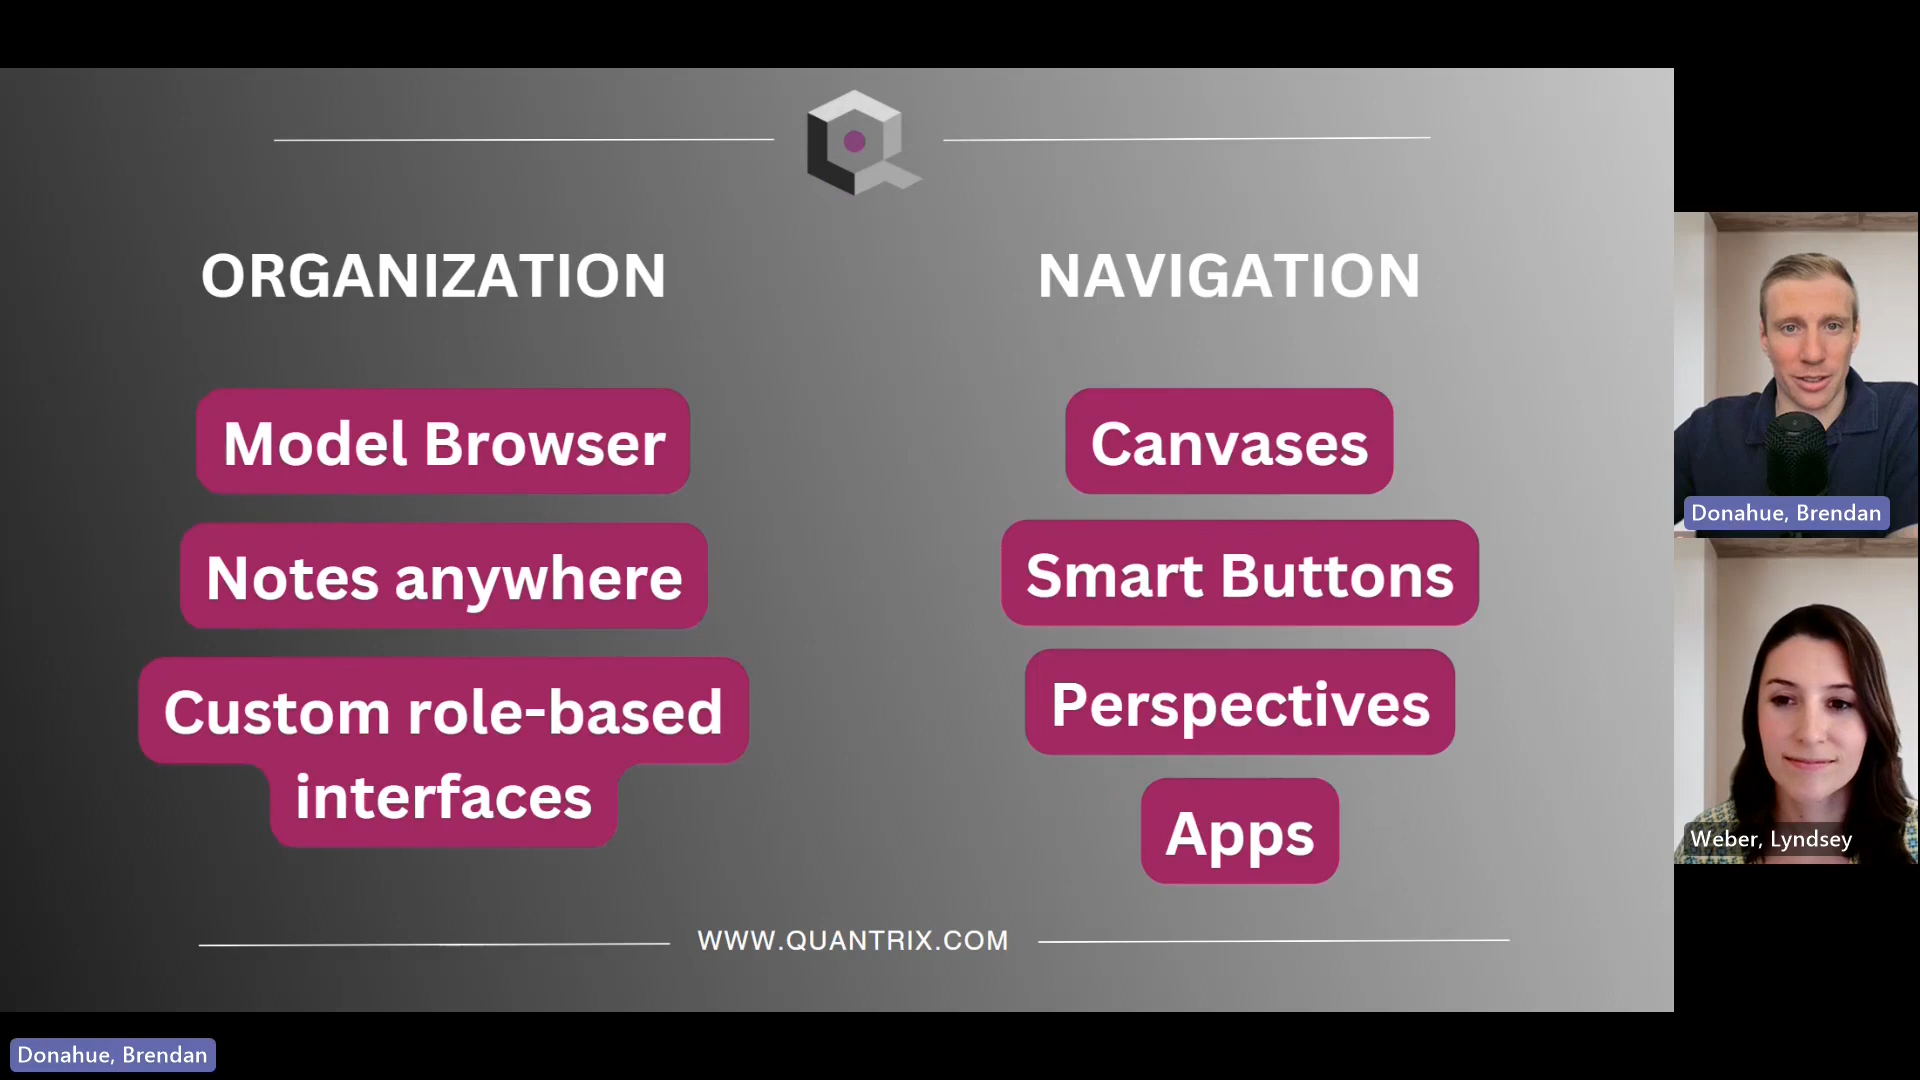 ORGANIZATION
Model Browser
Notes anywhere
Custom role-based
interfaces
NAVIGATION
Canvases
Smart Buttons
Perspectives
Apps
WWW.QUANTRIX.COM
Donahue, Brendan
Weber, Lyndsey
Donahue, Brendan